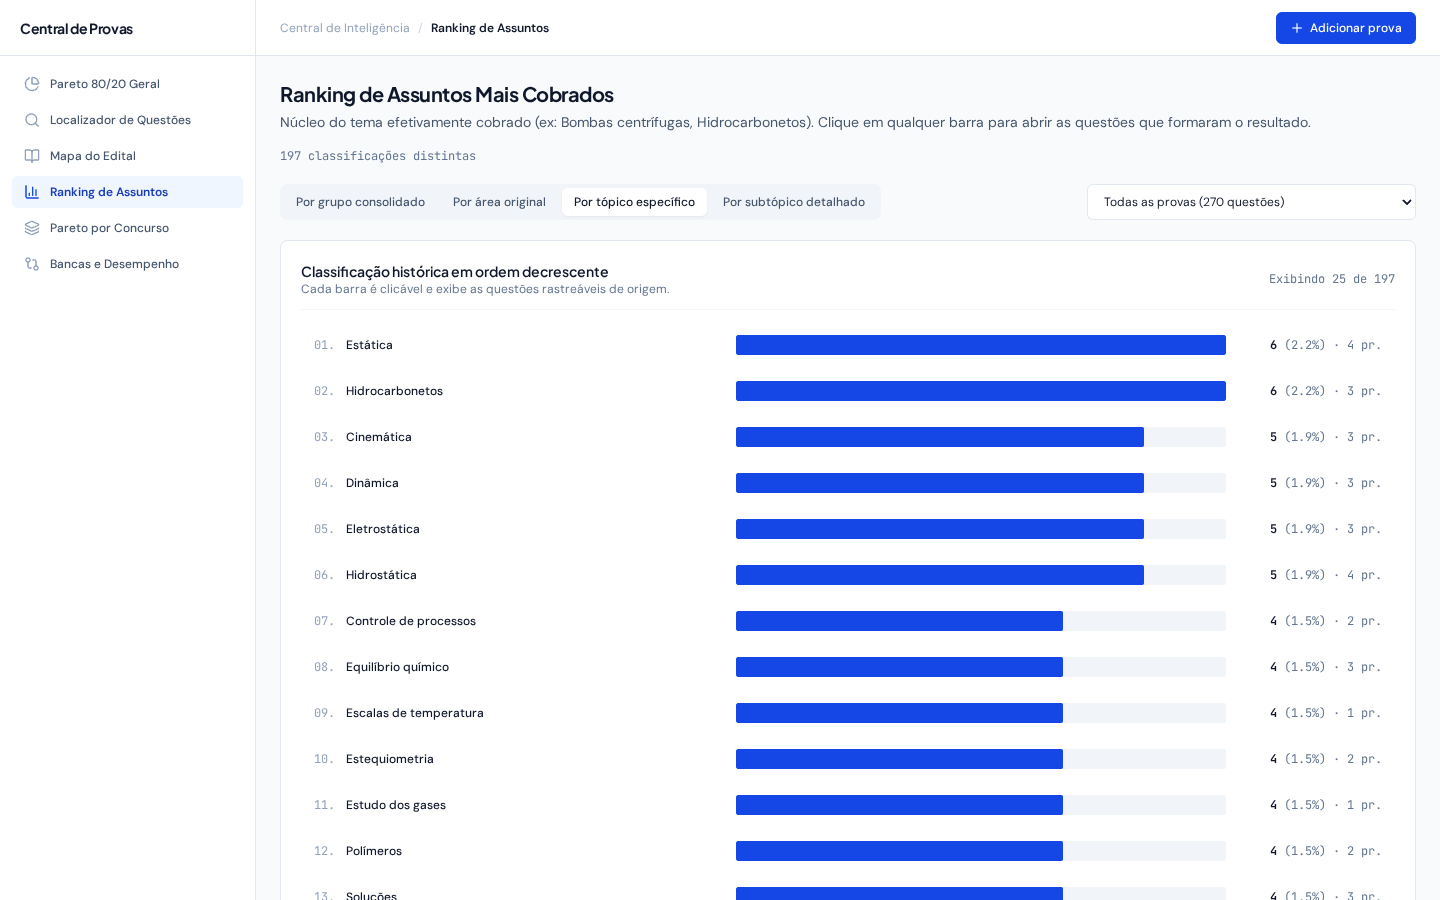 Central de Provas
Central de Inteligência / Ranking de Assuntos
Adicionar prova
Pareto 80/20 Geral
Localizador de Questões
Mapa do Edital
Ranking de Assuntos
Pareto por Concurso
Bancas e Desempenho
Ranking de Assuntos Mais Cobrados
Núcleo do tema efetivamente cobrado (ex: Bombas centrífugas, Hidrocarbonetos). Clique em qualquer barra para abrir as questões que formaram o resultado.
197 classificações distintas
Por grupo consolidado Por área original Por tópico específico Por subtópico detalhado
Todas as provas (270 questões)
Classificação histórica em ordem decrescente
Cada barra é clicável e exibe as questões rastreáveis de origem.
Exibindo 25 de 197
01. Estática 6 (2.2%) · 4 pr.
02. Hidrocarbonetos 6 (2.2%) · 3 pr.
03. Cinemática 5 (1.9%) · 3 pr.
04. Dinâmica 5 (1.9%) · 3 pr.
05. Eletrostática 5 (1.9%) · 3 pr.
06. Hidrostática 5 (1.9%) · 4 pr.
07. Controle de processos 4 (1.5%) · 2 pr.
08. Equilíbrio químico 4 (1.5%) · 3 pr.
09. Escalas de temperatura 4 (1.5%) · 1 pr.
10. Estequiometria 4 (1.5%) · 2 pr.
11. Estudo dos gases 4 (1.5%) · 1 pr.
12. Polímeros 4 (1.5%) · 2 pr.
13. Soluções 4 (1.5%) · 3 pr.